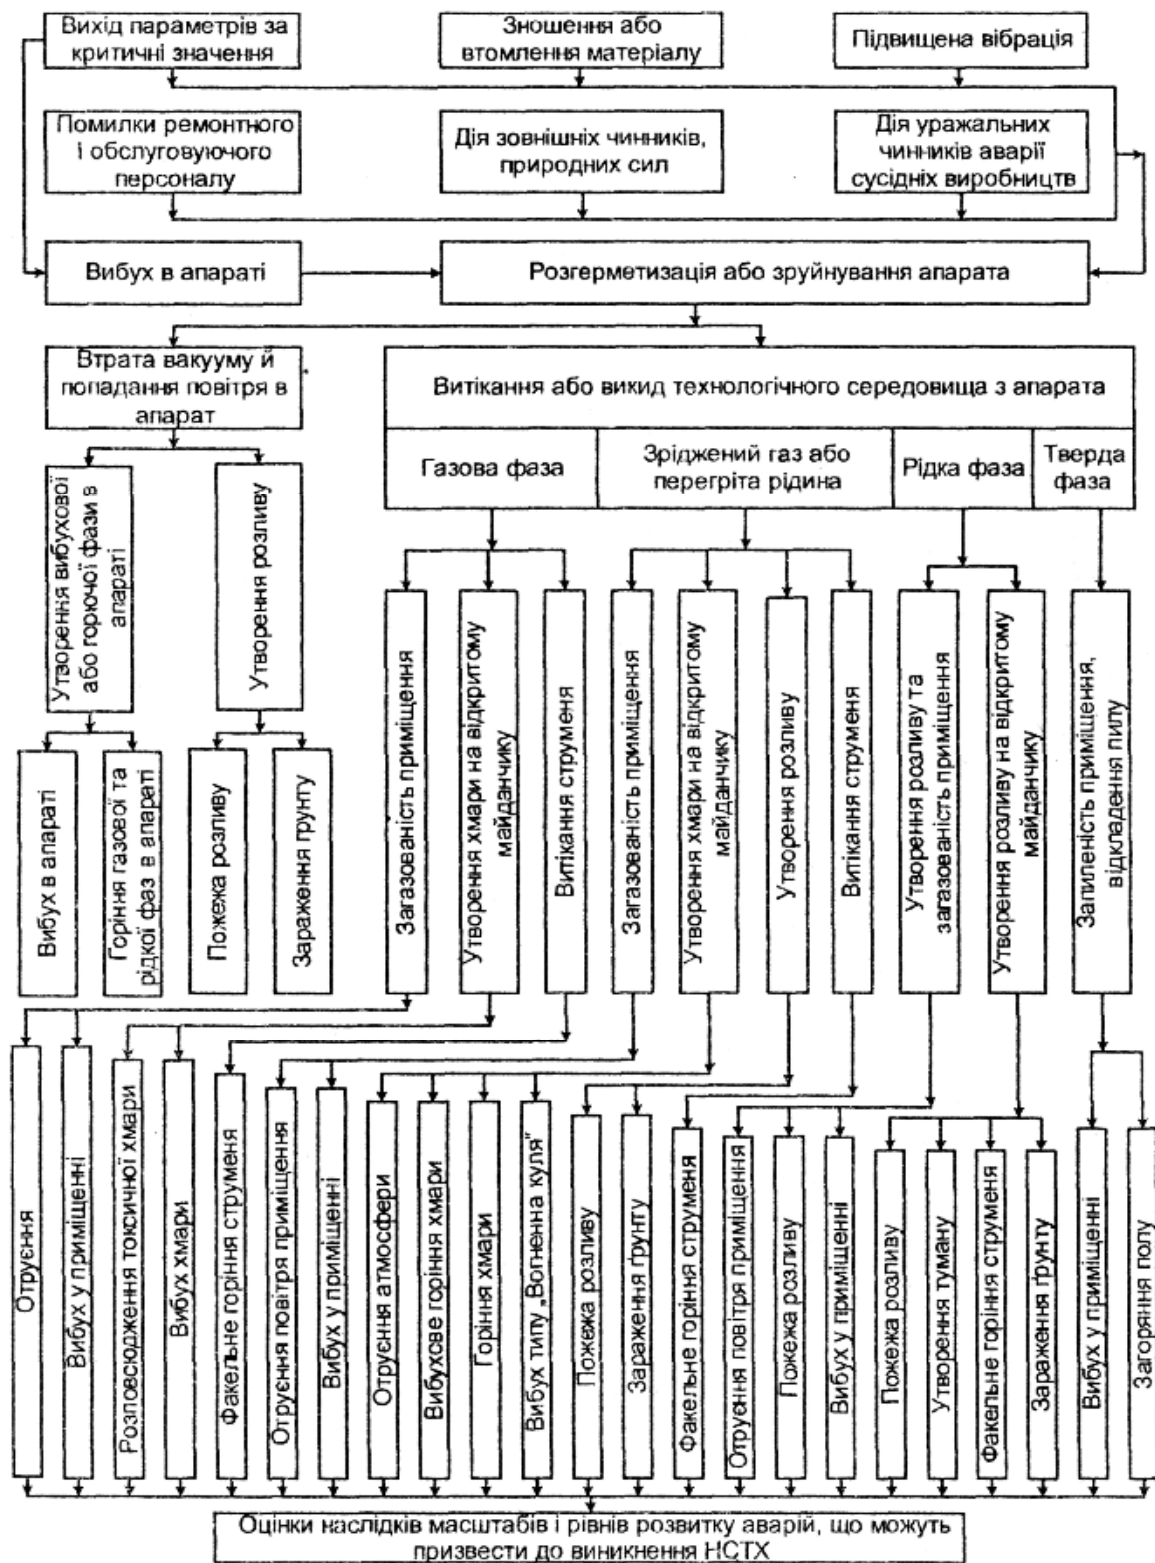 Вихід параметрів за
критичні значення
Зношення або
втомлення матеріалу
Підвищена вібрація
Помилки ремонтного
і обслуговуючого
персоналу
Дія зовнішніх чинників,
природних сил
Дія уражальних
чинників аварії
сусідніх виробництв
Вибух в апараті
Розгерметизація або зруйнування апарата
Втрата вакууму й
попадання повітря в
апарат
Витікання або викид технологічного середовища з апарата
Газова фаза
Зріджений газ або
перегріта рідина
Рідка фаза
Тверда
фаза
Утворення вибухової
або горючої фази в
апараті
Утворення розливу
Загазованість приміщення
Утворення хмари на відкритому
майданчику
Витікання струменя
Загазованість приміщення
Утворення хмари на відкритому
майданчику
Утворення розливу
Витікання струменя
Утворення розливу та
загазованість приміщення
Утворення розливу на відкритому
майданчику
Запиленість приміщення,
відкладення пилу
Вибух в апараті
Горіння газової та
рідкої фаз в апараті
Пожежа розливу
Зараження ґрунту
Отруєння
Вибух у приміщенні
Розповсюдження токсичної хмари
Вибух хмари
Факельне горіння струменя
Отруєння повітря приміщення
Вибух у приміщенні
Отруєння атмосфери
Вибухове горіння хмари
Горіння хмари
Вибух типу „Вогненна куля”
Пожежа розливу
Зараження ґрунту
Факельне горіння струменя
Отруєння повітря приміщення
Пожежа розливу
Вибух у приміщенні
Пожежа розливу
Утворення туману
Факельне горіння струменя
Зараження ґрунту
Вибух у приміщенні
Загоряння полу
Оцінки наслідків масштабів і рівнів розвитку аварій, що можуть
призвести до виникнення НСТХ